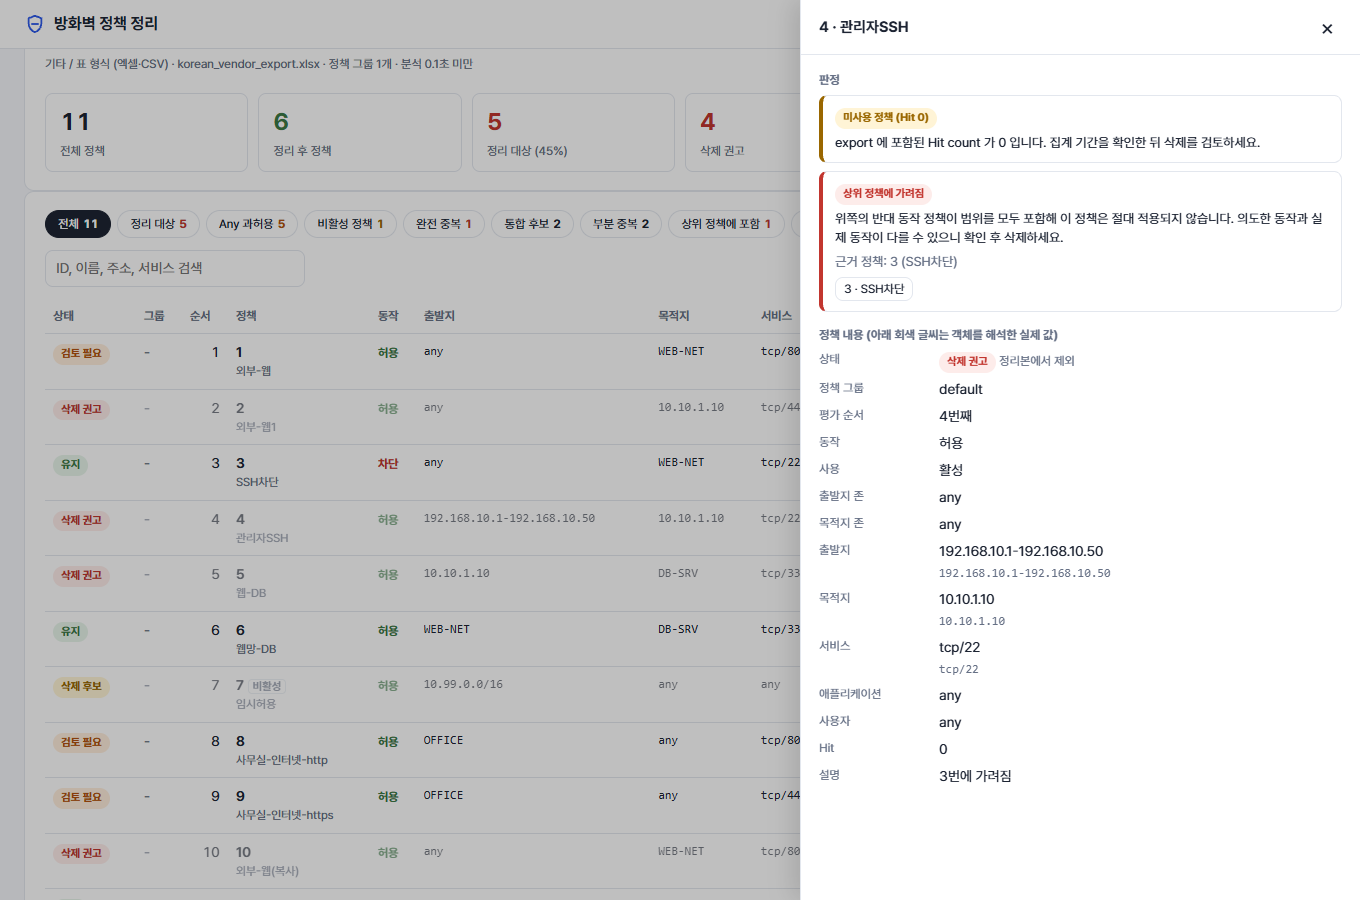 방화벽 정책 정리
기타 / 표 형식 (엑셀·CSV) · korean_vendor_export.xlsx · 정책 그룹 1개 · 분석 0.1초 미만
11
전체 정책
6
정리 후 정책
5
정리 대상 (45%)
4
삭제 권고
전체 11
정리 대상 5
Any 과허용 5
비활성 정책 1
완전 중복 1
통합 후보 2
부분 중복 2
상위 정책에 포함 1
ID, 이름, 주소, 서비스 검색
상태 그룹 순서 정책 동작 출발지 목적지 서비스
검토 필요 - 1 1 허용 any WEB-NET tcp/80
외부-웹
삭제 권고 - 2 2 허용 any 10.10.1.10 tcp/44
외부-웹1
유지 - 3 3 차단 any WEB-NET tcp/22
SSH차단
삭제 권고 - 4 4 허용 192.168.10.1-192.168.10.50 10.10.1.10 tcp/22
관리자SSH
삭제 권고 - 5 5 허용 10.10.1.10 DB-SRV tcp/33
웹-DB
유지 - 6 6 허용 WEB-NET DB-SRV tcp/33
웹망-DB
삭제 후보 - 7 7 비활성 허용 10.99.0.0/16 any any
임시허용
검토 필요 - 8 8 허용 OFFICE any tcp/80
사무실-인터넷-http
검토 필요 - 9 9 허용 OFFICE any tcp/44
사무실-인터넷-https
삭제 권고 - 10 10 허용 any WEB-NET tcp/80
외부-웹(복사)
4 · 관리자SSH
판정
미사용 정책 (Hit 0)
export 에 포함된 Hit count 가 0 입니다. 집계 기간을 확인한 뒤 삭제를 검토하세요.
상위 정책에 가려짐
위쪽의 반대 동작 정책이 범위를 모두 포함해 이 정책은 절대 적용되지 않습니다. 의도한 동작과 실
제 동작이 다를 수 있으니 확인 후 삭제하세요.
근거 정책: 3 (SSH차단)
3 · SSH차단
정책 내용 (아래 회색 글씨는 객체를 해석한 실제 값)
상태 삭제 권고 정리본에서 제외
정책 그룹 default
평가 순서 4번째
동작 허용
사용 활성
출발지 존 any
목적지 존 any
출발지 192.168.10.1-192.168.10.50
192.168.10.1-192.168.10.50
목적지 10.10.1.10
10.10.1.10
서비스 tcp/22
tcp/22
애플리케이션 any
사용자 any
Hit 0
설명 3번에 가려짐